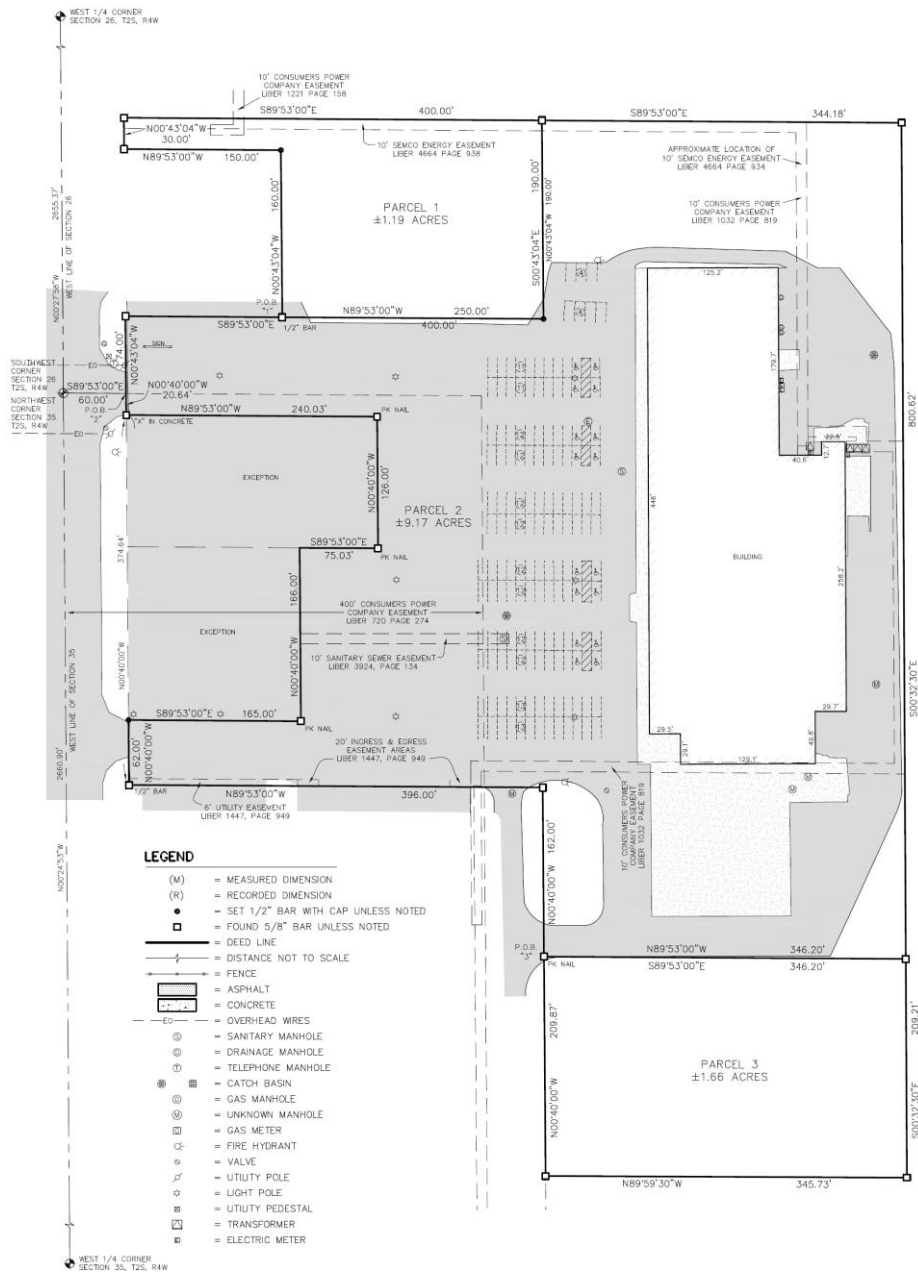 WEST 1/4 CORNER
SECTION 26, T2S, R4W
10' CONSUMERS POWER
COMPANY EASEMENT
LIBER 1221 PAGE 158
S89°53'00"E 400.00'
S89°53'00"E 344.18'
N00°43'04"W
30.00'
N89°53'00"W 150.00'
10' SEMCO ENERGY EASEMENT
LIBER 4664 PAGE 938
APPROXIMATE LOCATION OF
10' SEMCO ENERGY EASEMENT
LIBER 4664 PAGE 934
10' CONSUMERS POWER
COMPANY EASEMENT
LIBER 1032 PAGE 819
2655.37'
N00°27'58"W
WEST LINE OF SECTION 26
160.00'
N00°43'04"W
PARCEL 1
±1.19 ACRES
190.00'
S00°43'04"E
190.00'
N00°43'04"W
P.O.B.
"1"
1/2" BAR
N89°53'00"W 250.00'
S89°53'00"E 400.00'
125.2'
179.7'
800.62'
74.00'
N00°43'04"W
SIGN
EO
SOUTHWEST
CORNER
SECTION 26
T2S, R4W
NORTHWEST
CORNER
SECTION 35
T2S, R4W
EO
S89°53'00"E
60.00'
P.O.B.
"2"
N00°40'00"W
20.64'
N89°53'00"W 240.03'
PK NAIL
"X" IN CONCRETE
EXCEPTION
N00°40'00"W
126.00'
PARCEL 2
±9.17 ACRES
S89°53'00"E
75.03'
PK NAIL
374.64'
166.00'
N00°40'00"W
400' CONSUMERS POWER
COMPANY EASEMENT
LIBER 720 PAGE 274
EXCEPTION
10' SANITARY SEWER EASEMENT
LIBER 3924, PAGE 134
N00°40'00"W
WEST LINE OF SECTION 35
446'
BUILDING
22.8'
12.7'
40.6'
258.2'
S00°32'30"E
29.7'
49.8'
29.5'
29.1'
129.1'
S89°53'00"E 165.00'
PK NAIL
62.00'
N00°40'00"W
2660.90'
20' INGRESS & EGRESS
EASEMENT AREAS
LIBER 1447, PAGE 949
1/2" BAR
N89°53'00"W 396.00'
6' UTILITY EASEMENT
LIBER 1447, PAGE 949
10' CONSUMERS POWER
COMPANY EASEMENT
LIBER 1032 PAGE 819
162.00'
N00°40'00"W
N00°24'53"W
P.O.B.
"3"
PK NAIL
N89°53'00"W 346.20'
S89°53'00"E 346.20'
209.87'
N00°40'00"W
PARCEL 3
±1.66 ACRES
209.21'
S00°32'30"E
N89°59'30"W 345.73'
LEGEND
(M) = MEASURED DIMENSION
(R) = RECORDED DIMENSION
= SET 1/2" BAR WITH CAP UNLESS NOTED
= FOUND 5/8" BAR UNLESS NOTED
= DEED LINE
= DISTANCE NOT TO SCALE
= FENCE
= ASPHALT
= CONCRETE
EO = OVERHEAD WIRES
Ⓢ = SANITARY MANHOLE
Ⓓ = DRAINAGE MANHOLE
Ⓣ = TELEPHONE MANHOLE
= CATCH BASIN
Ⓖ = GAS MANHOLE
Ⓜ = UNKNOWN MANHOLE
= GAS METER
= FIRE HYDRANT
= VALVE
= UTILITY POLE
= LIGHT POLE
= UTILITY PEDESTAL
= TRANSFORMER
= ELECTRIC METER
WEST 1/4 CORNER
SECTION 35, T2S, R4W